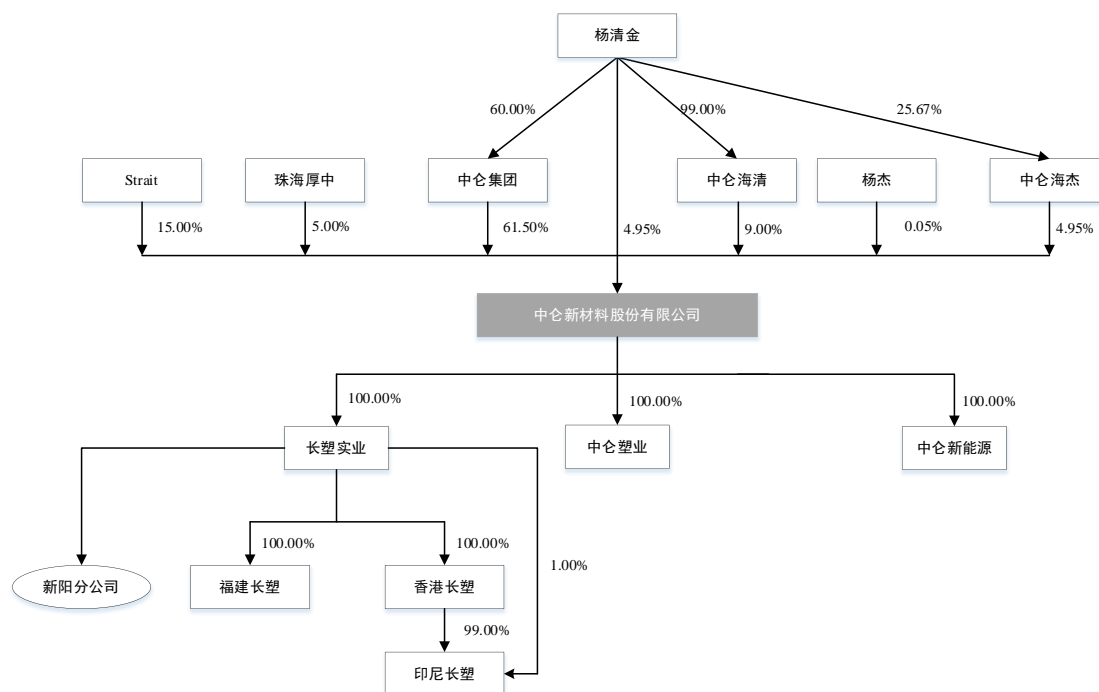 杨清金
60.00%
99.00%
25.67%
Strait
珠海厚中
中仑集团
中仑海清
杨杰
中仑海杰
15.00%
5.00%
61.50%
4.95%
9.00%
0.05%
4.95%
中仑新材料股份有限公司
100.00%
100.00%
100.00%
长塑实业
中仑塑业
中仑新能源
100.00%
100.00%
1.00%
新阳分公司
福建长塑
香港长塑
99.00%
印尼长塑